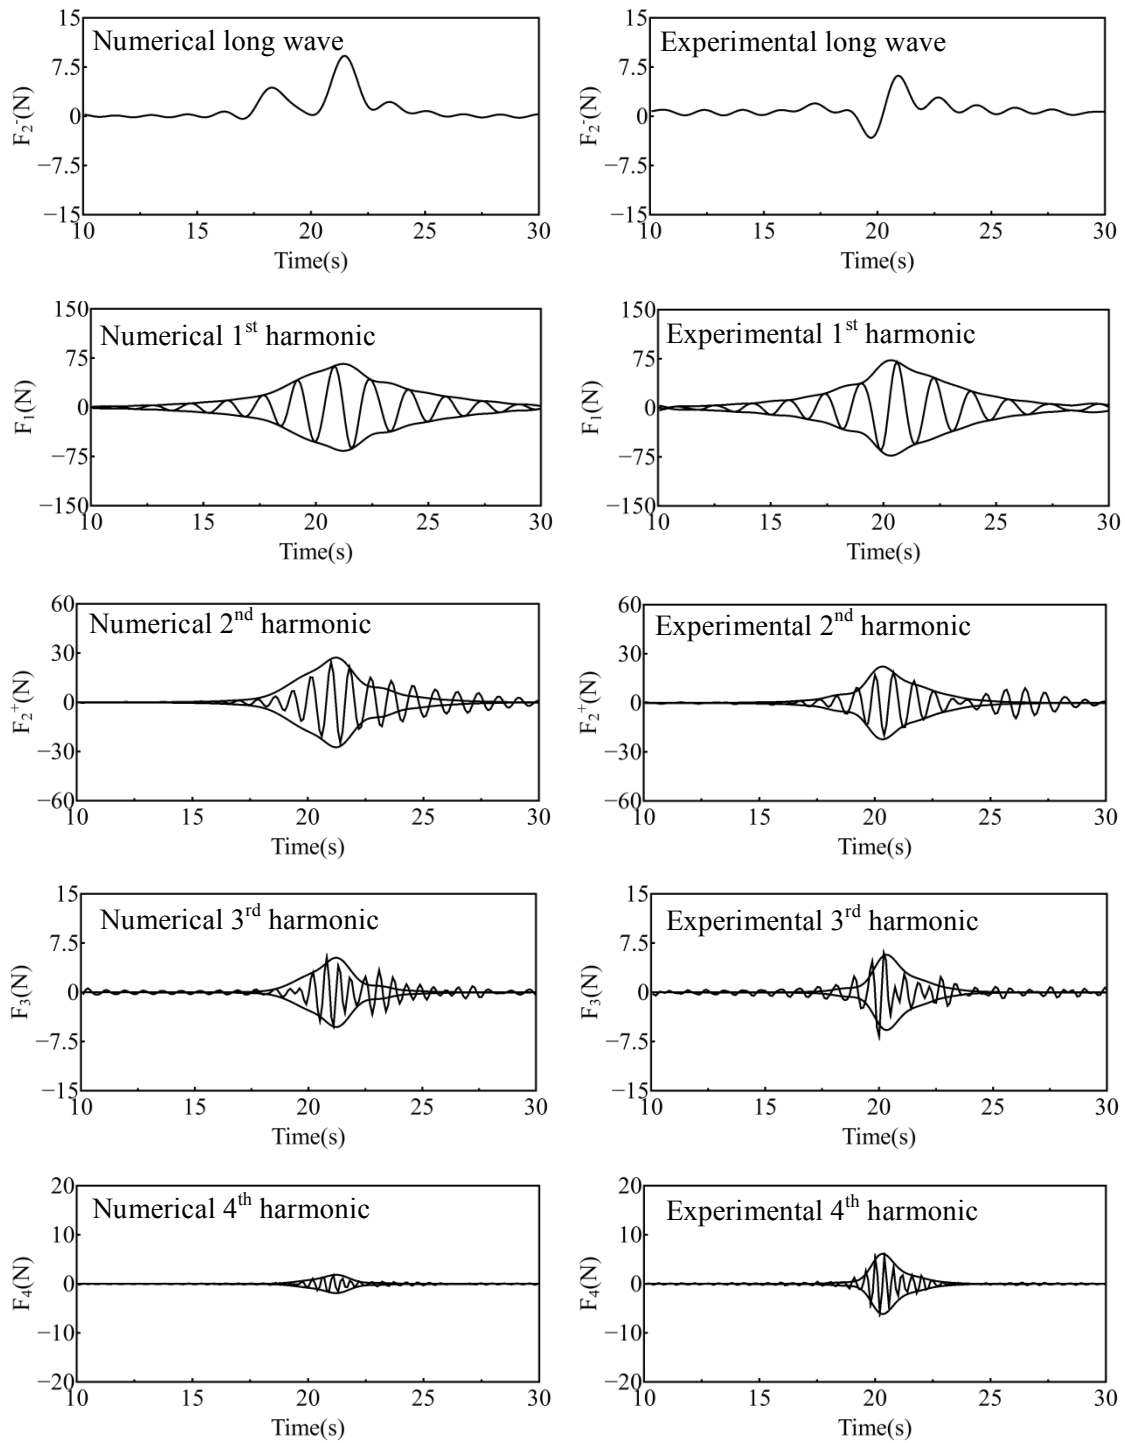 15
Numerical long wave
7.5
0
−7.5
−15
F₂⁻(N)
10 15 20 25 30
Time(s)
15
Experimental long wave
7.5
0
−7.5
−15
F₂⁻(N)
10 15 20 25 30
Time(s)
150
Numerical 1ˢᵗ harmonic
75
0
−75
−150
F₁(N)
10 15 20 25 30
Time(s)
150
Experimental 1ˢᵗ harmonic
75
0
−75
−150
F₁(N)
10 15 20 25 30
Time(s)
60
Numerical 2ⁿᵈ harmonic
30
0
−30
−60
F₂⁺(N)
10 15 20 25 30
Time(s)
60
Experimental 2ⁿᵈ harmonic
30
0
−30
−60
F₂⁺(N)
10 15 20 25 30
Time(s)
15
Numerical 3ʳᵈ harmonic
7.5
0
−7.5
−15
F₃(N)
10 15 20 25 30
Time(s)
15
Experimental 3ʳᵈ harmonic
7.5
0
−7.5
−15
F₃(N)
10 15 20 25 30
Time(s)
20
Numerical 4ᵗʰ harmonic
10
0
−10
−20
F₄(N)
10 15 20 25 30
Time(s)
20
Experimental 4ᵗʰ harmonic
10
0
−10
−20
F₄(N)
10 15 20 25 30
Time(s)